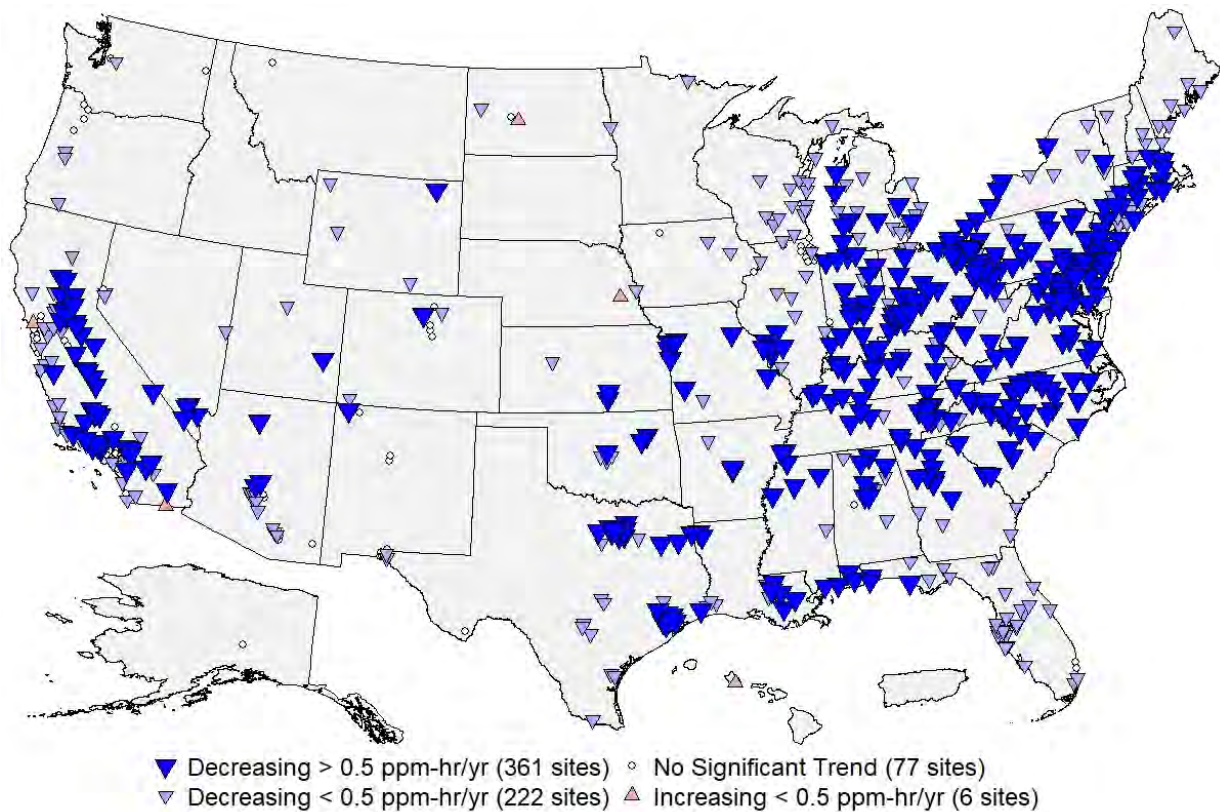 Decreasing > 0.5 ppm-hr/yr (361 sites)
No Significant Trend (77 sites)
Decreasing < 0.5 ppm-hr/yr (222 sites)
Increasing < 0.5 ppm-hr/yr (6 sites)